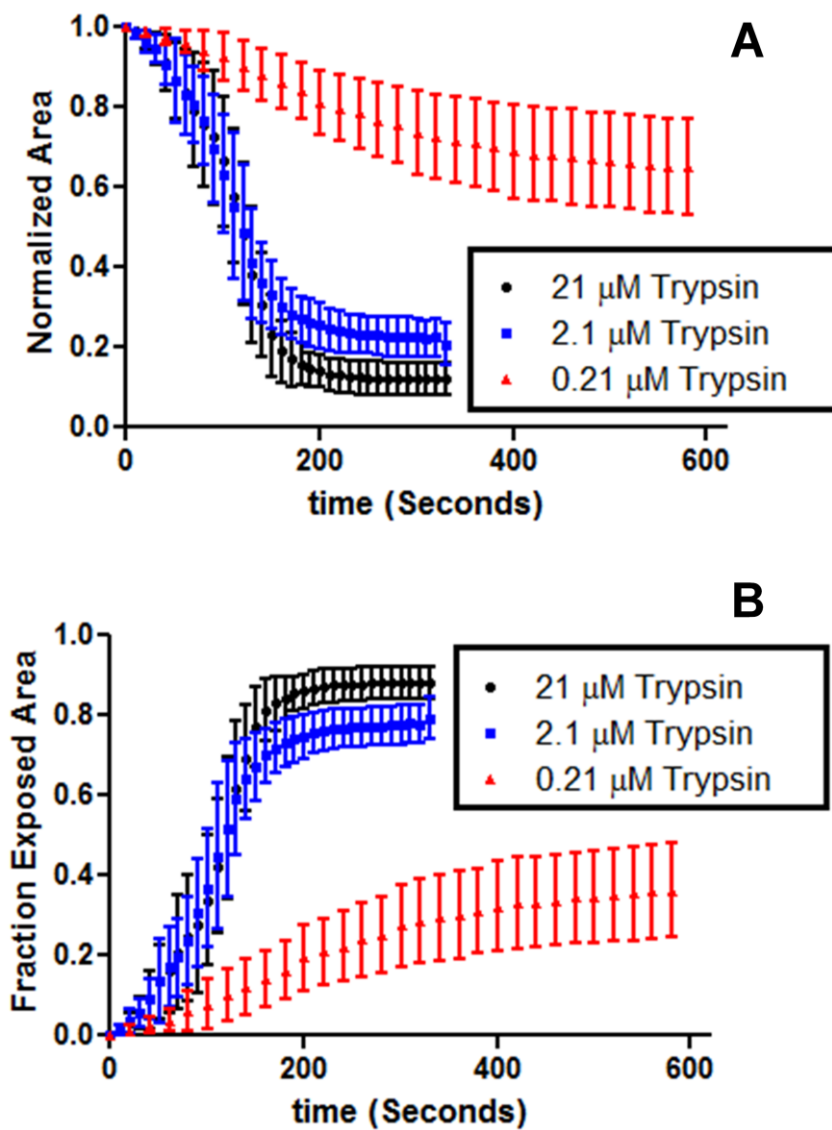 A
1.0
0.8
0.6
0.4
0.2
0.0
Normalized Area
21 μM Trypsin
2.1 μM Trypsin
0.21 μM Trypsin
0 200 400 600
time (Seconds)
B
1.0
0.8
0.6
0.4
0.2
0.0
Fraction Exposed Area
21 μM Trypsin
2.1 μM Trypsin
0.21 μM Trypsin
0 200 400 600
time (Seconds)